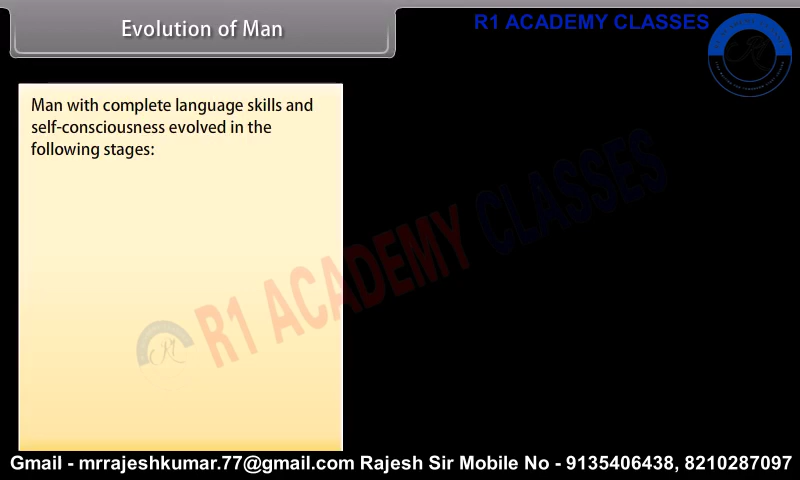 Evolution of Man
R1 ACADEMY CLASSES
Man with complete language skills and
self-consciousness evolved in the
following stages:
R1 ACADEMY CLASSES
Gmail - mrrajeshkumar.77@gmail.com Rajesh Sir Mobile No - 9135406438, 8210287097